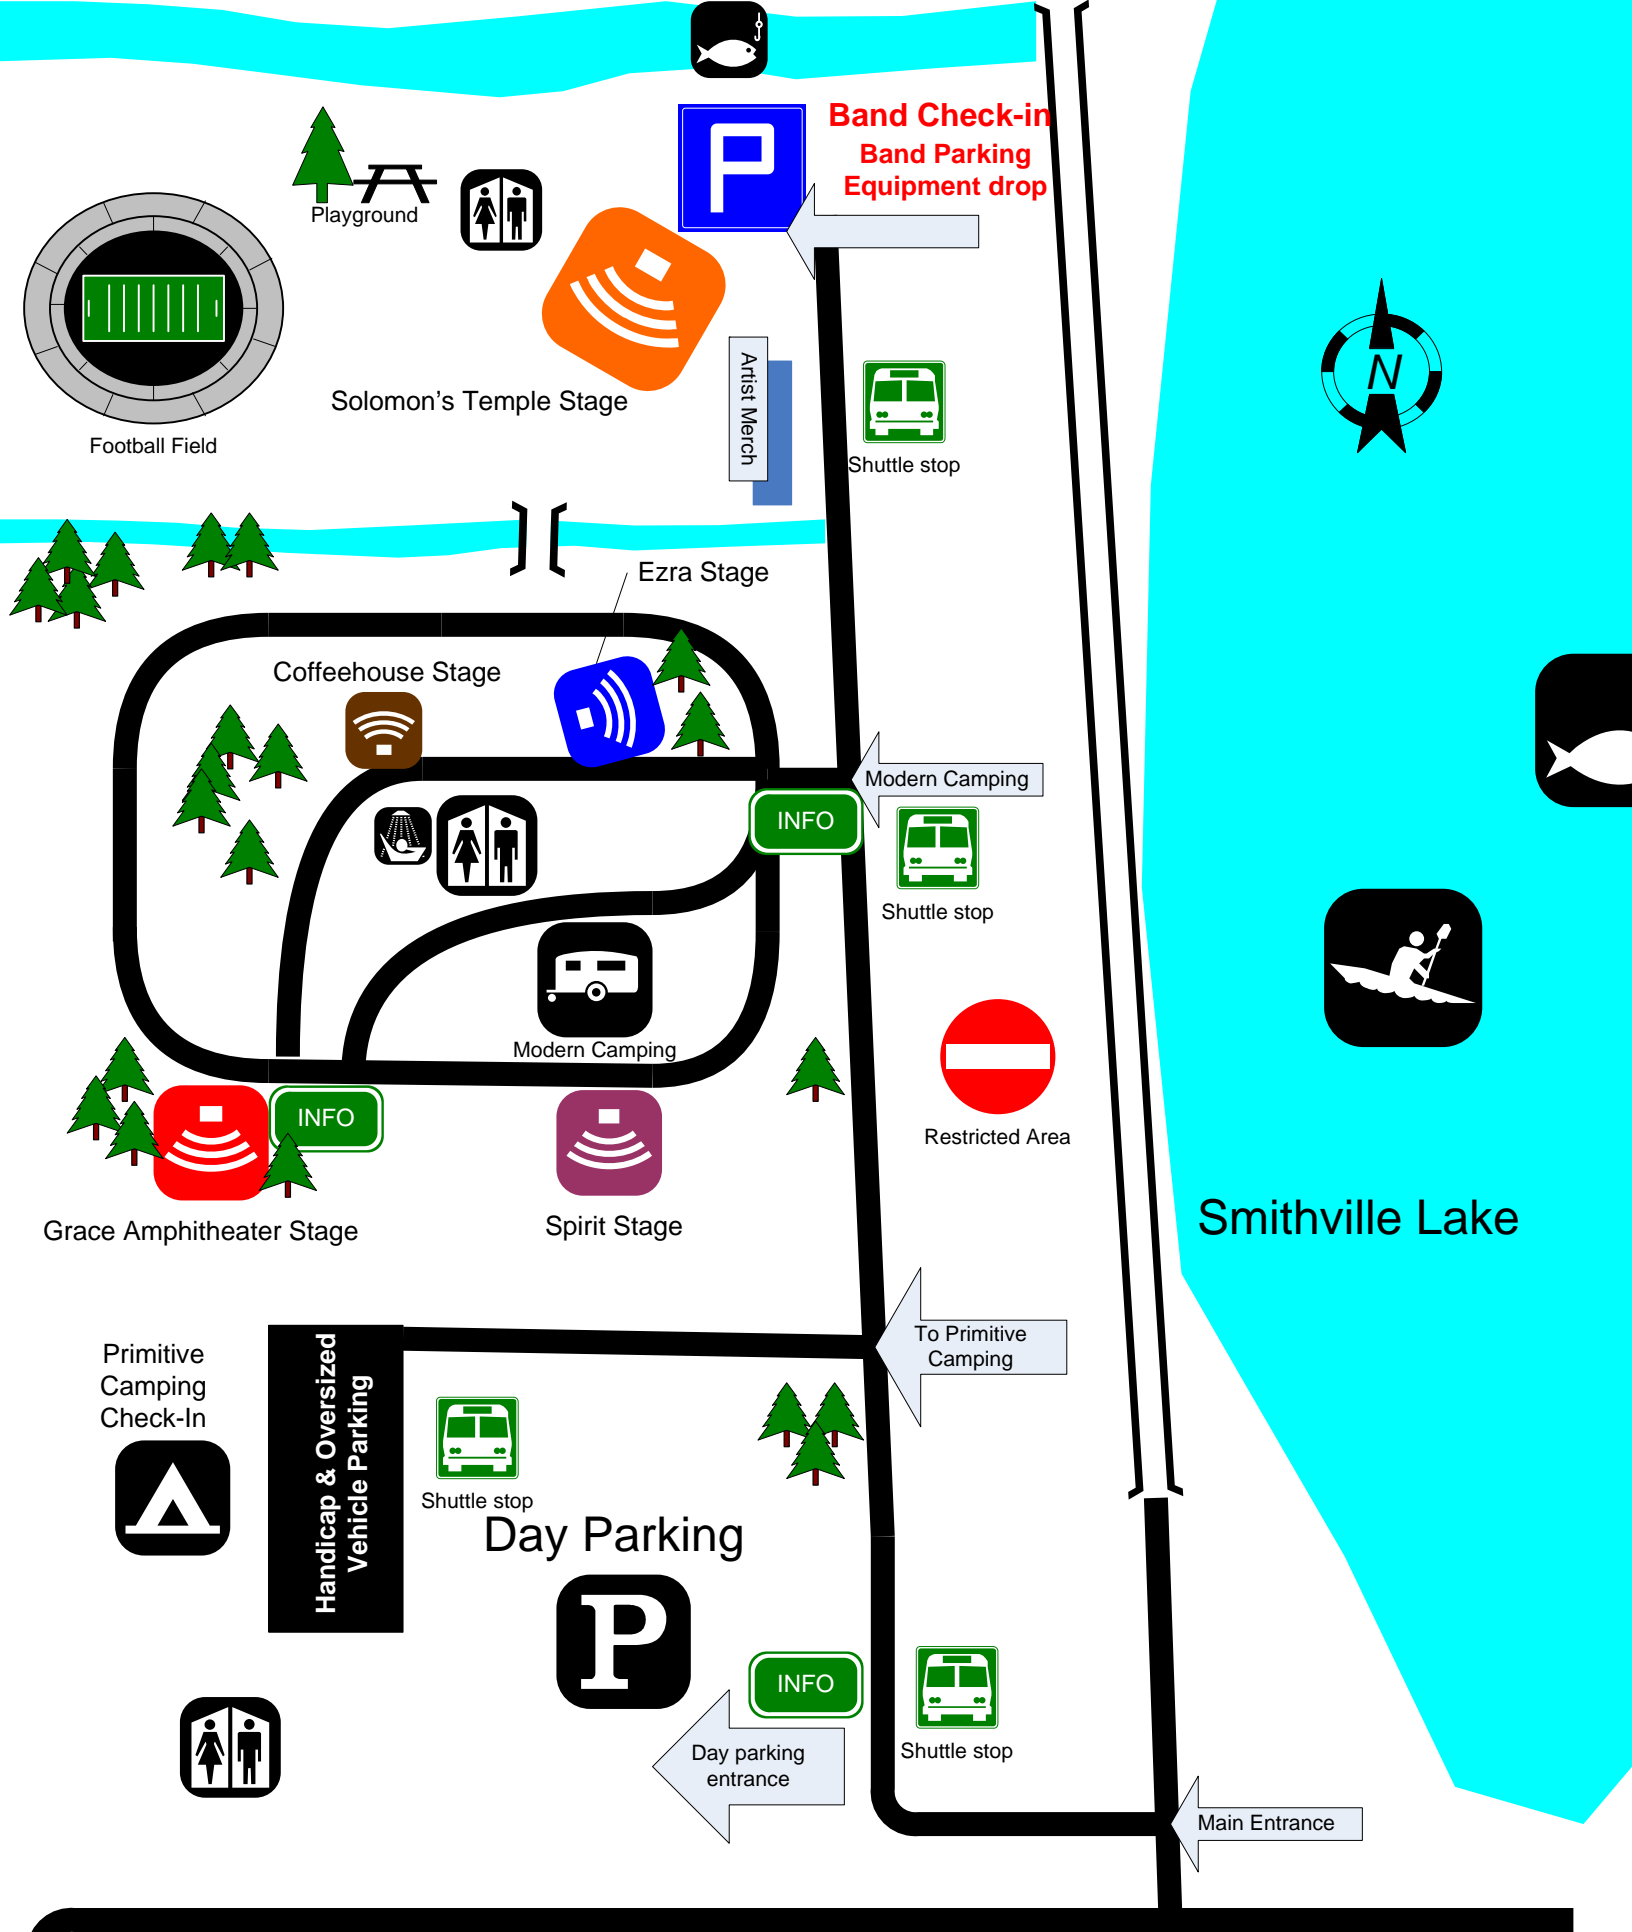 Band Check-in
Band Parking
Equipment drop
P
Playground
Artist Merch
N
Solomon's Temple Stage
Football Field
Shuttle stop
Ezra Stage
Coffeehouse Stage
Modern Camping
INFO
Shuttle stop
Modern Camping
INFO
Restricted Area
Grace Amphitheater Stage
Spirit Stage
Smithville Lake
To Primitive
Camping
Primitive
Camping
Check-In
Handicap & Oversized
Vehicle Parking
Shuttle stop
Day Parking
P
INFO
Day parking
entrance
Shuttle stop
Main Entrance